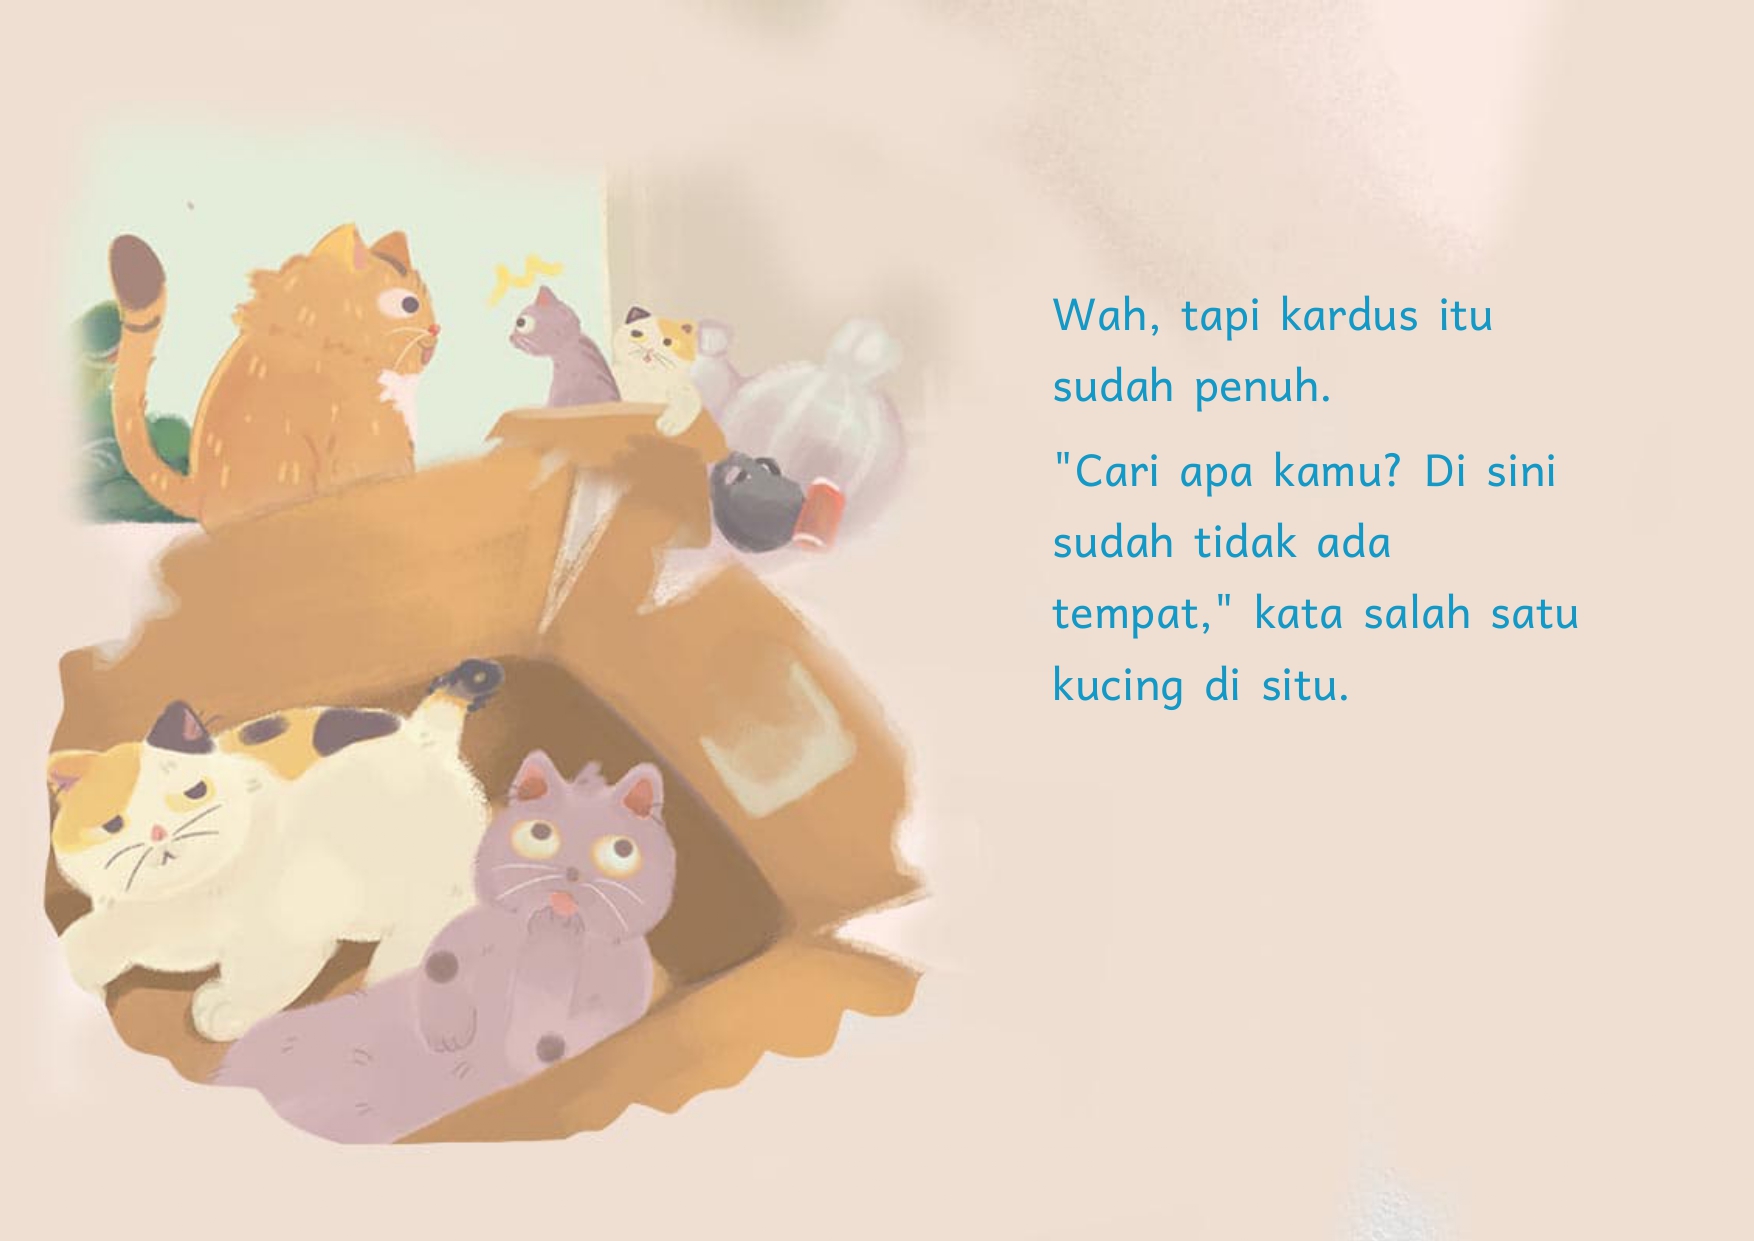 Wah, tapi kardus itu
sudah penuh.
"Cari apa kamu? Di sini
sudah tidak ada
tempat," kata salah satu
kucing di situ.